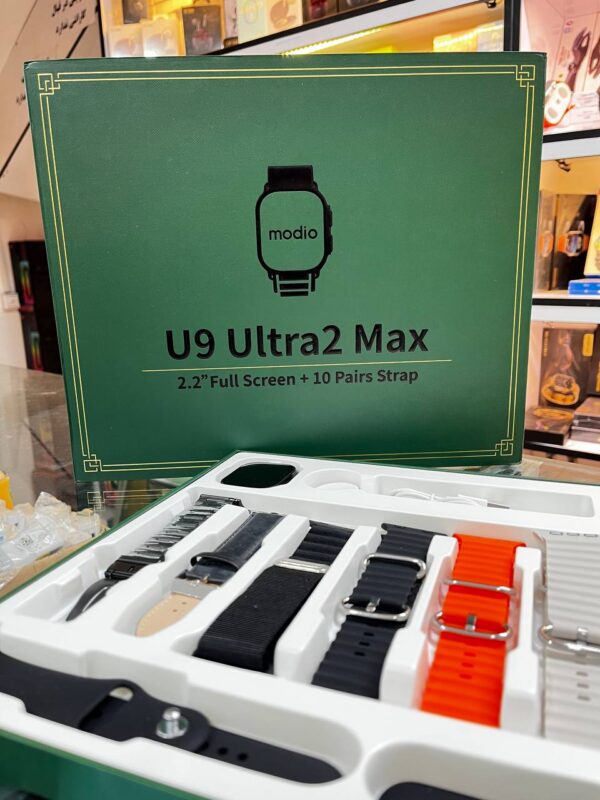 modio
U9 Ultra2 Max
2.2”Full Screen + 10 Pairs Strap